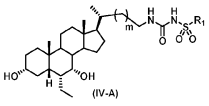 H N H N R₁
m O S O O
HO H OH
(IV-A)